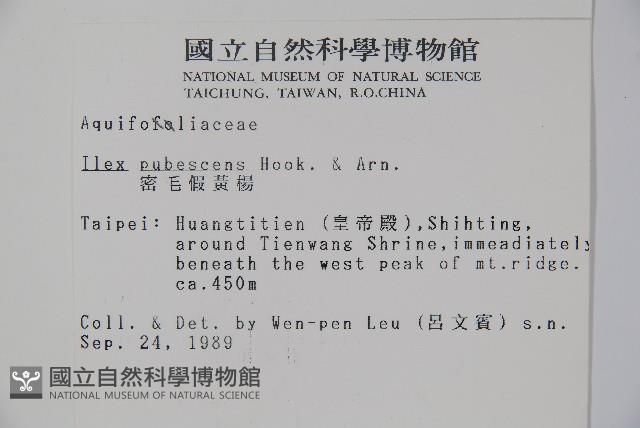 國立自然科學博物館
NATIONAL MUSEUM OF NATURAL SCIENCE
TAICHUNG, TAIWAN, R.O.CHINA
Aquifofaliaceae
Ilex pubescens Hook. & Arn.
密毛假黃楊
Taipei: Huangtitien (皇帝殿),Shihting,
around Tienwang Shrine,immeadiately
beneath the west peak of mt.ridge.
ca.450m
Coll. & Det. by Wen-pen Leu (呂文賓) s.n.
Sep. 24, 1989
國立自然科學博物館
NATIONAL MUSEUM OF NATURAL SCIENCE